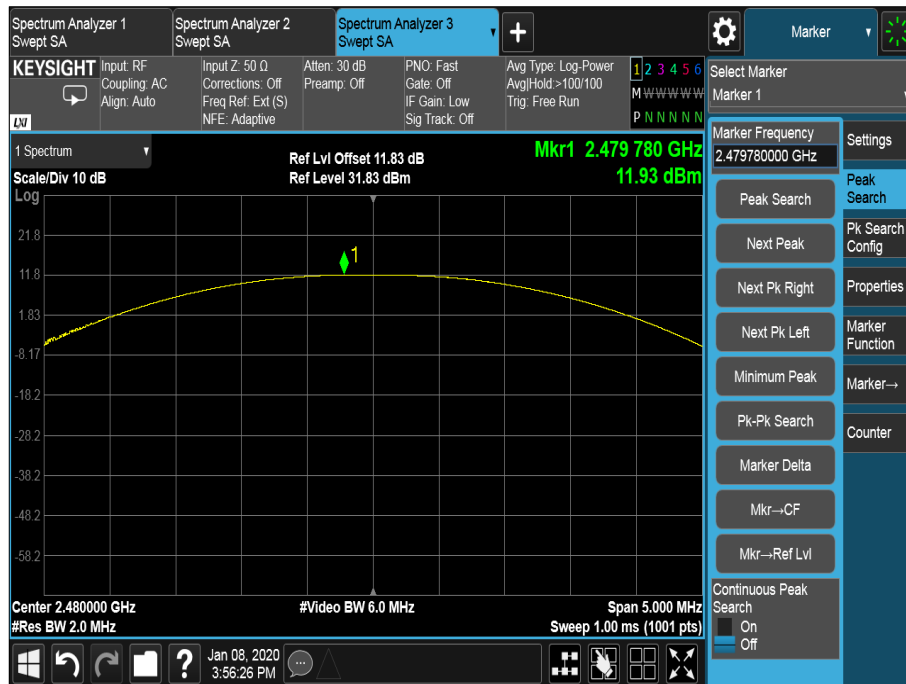 Spectrum Analyzer 1
Swept SA
Spectrum Analyzer 2
Swept SA
Spectrum Analyzer 3
Swept SA
Marker
KEYSIGHT
LXI
Input: RF
Coupling: AC
Align: Auto
Input Z: 50 Ω
Corrections: Off
Freq Ref: Ext (S)
NFE: Adaptive
Atten: 30 dB
Preamp: Off
PNO: Fast
Gate: Off
IF Gain: Low
Sig Track: Off
Avg Type: Log-Power
Avg|Hold:>100/100
Trig: Free Run
1 2 3 4 5 6
M W W W W W
P N N N N N
Select Marker
Marker 1
1 Spectrum
Scale/Div 10 dB
Log
Ref Lvl Offset 11.83 dB
Ref Level 31.83 dBm
Mkr1 2.479 780 GHz
11.93 dBm
1
21.8
11.8
1.83
-8.17
-18.2
-28.2
-38.2
-48.2
-58.2
Center 2.480000 GHz
#Res BW 2.0 MHz
#Video BW 6.0 MHz
Span 5.000 MHz
Sweep 1.00 ms (1001 pts)
Marker Frequency
2.479780000 GHz
Peak Search
Next Peak
Next Pk Right
Next Pk Left
Minimum Peak
Pk-Pk Search
Marker Delta
Mkr→CF
Mkr→Ref Lvl
Continuous Peak
Search
On
Off
Settings
Peak
Search
Pk Search
Config
Properties
Marker
Function
Marker→
Counter
?
Jan 08, 2020
3:56:26 PM